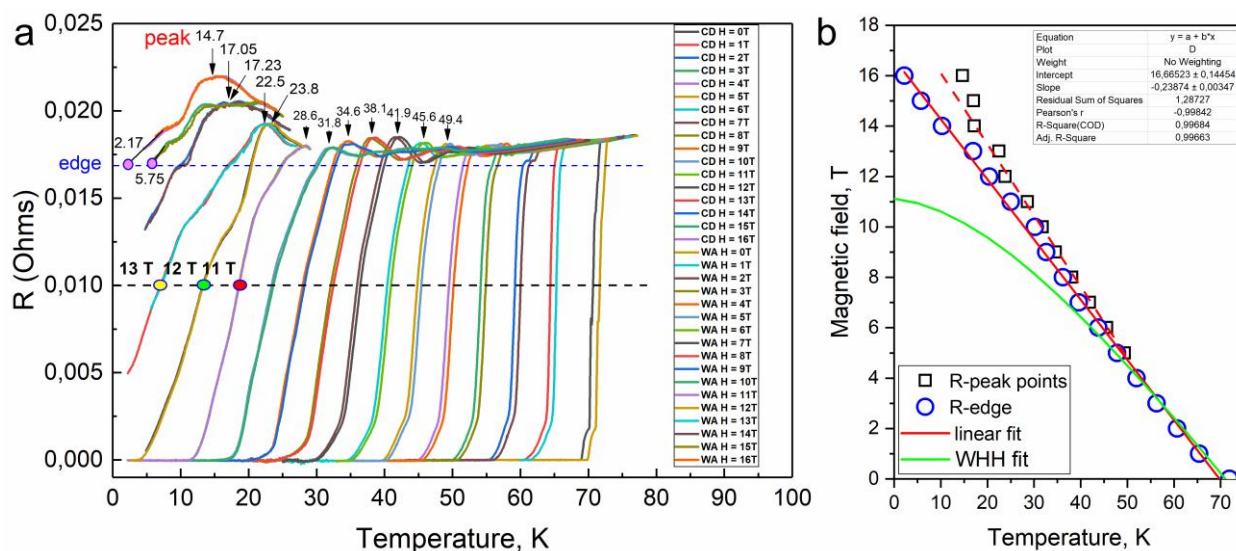 a
R (Ohms)
0,025
0,020
0,015
0,010
0,005
0,000
peak
14.7
17.05
17.23
22.5
23.8
28.6
31.8
34.6
38.1
41.9
45.6
49.4
2.17
edge
5.75
13 T 12 T 11 T
0 10 20 30 40 50 60 70 80 90 100
Temperature, K
CD H = 0T
CD H = 1T
CD H = 2T
CD H = 3T
CD H = 4T
CD H = 5T
CD H = 6T
CD H = 7T
CD H = 8T
CD H = 9T
CD H = 10T
CD H = 11T
CD H = 12T
CD H = 13T
CD H = 14T
CD H = 15T
CD H = 16T
WA H = 0T
WA H = 1T
WA H = 2T
WA H = 3T
WA H = 4T
WA H = 5T
WA H = 6T
WA H = 7T
WA H = 8T
WA H = 9T
WA H = 10T
WA H = 11T
WA H = 12T
WA H = 13T
WA H = 14T
WA H = 15T
WA H = 16T
b
Magnetic field, T
18
16
14
12
10
8
6
4
2
0
Equation y = a + b*x
Plot D
Weight No Weighting
Intercept 16,66523 ± 0,14454
Slope -0,23874 ± 0,00347
Residual Sum of Squares 1,28727
Pearson's r -0,99842
R-Square(COD) 0,99684
Adj. R-Square 0,99663
R-peak points
R-edge
linear fit
WHH fit
0 10 20 30 40 50 60 70
Temperature, K